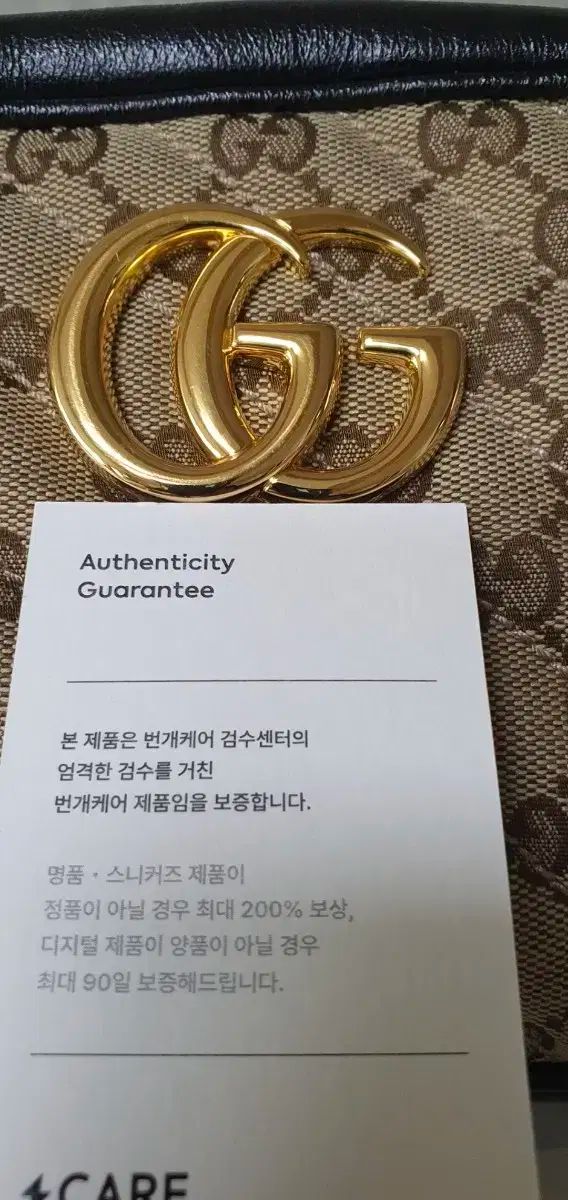 GG
Authenticity
Guarantee
본 제품은 번개케어 검수센터의
엄격한 검수를 거친
번개케어 제품임을 보증합니다.
명품 · 스니커즈 제품이
정품이 아닐 경우 최대 200% 보상,
디지털 제품이 양품이 아닐 경우
최대 90일 보증해드립니다.
CARE